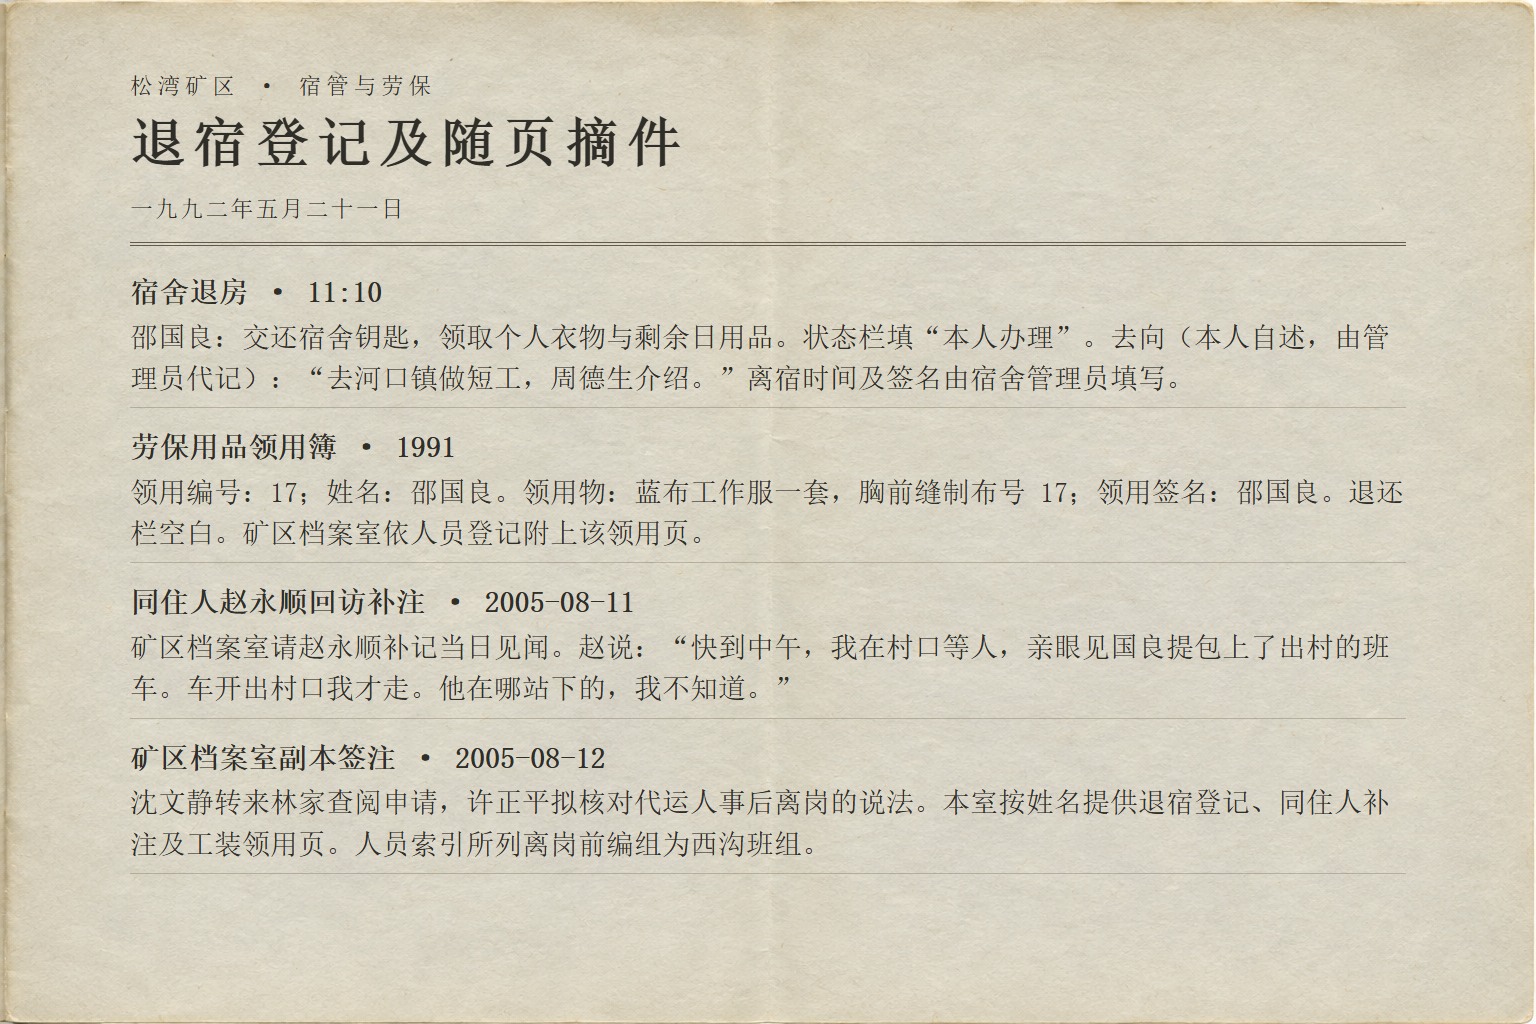 松湾矿区 • 宿管与劳保
退宿登记及随页摘件
一九九二年五月二十一日
宿舍退房 • 11:10
邵国良：交还宿舍钥匙，领取个人衣物与剩余日用品。状态栏填“本人办理”。去向（本人自述，由管
理员代记）：“去河口镇做短工，周德生介绍。”离宿时间及签名由宿舍管理员填写。
劳保用品领用簿 • 1991
领用编号：17；姓名：邵国良。领用物：蓝布工作服一套，胸前缝制布号 17；领用签名：邵国良。退还
栏空白。矿区档案室依人员登记附上该领用页。
同住人赵永顺回访补注 • 2005-08-11
矿区档案室请赵永顺补记当日见闻。赵说：“快到中午，我在村口等人，亲眼见国良提包上了出村的班
车。车开出村口我才走。他在哪站下的，我不知道。”
矿区档案室副本签注 • 2005-08-12
沈文静转来林家查阅申请，许正平拟核对代运人事后离岗的说法。本室按姓名提供退宿登记、同住人补
注及工装领用页。人员索引所列离岗前编组为西沟班组。